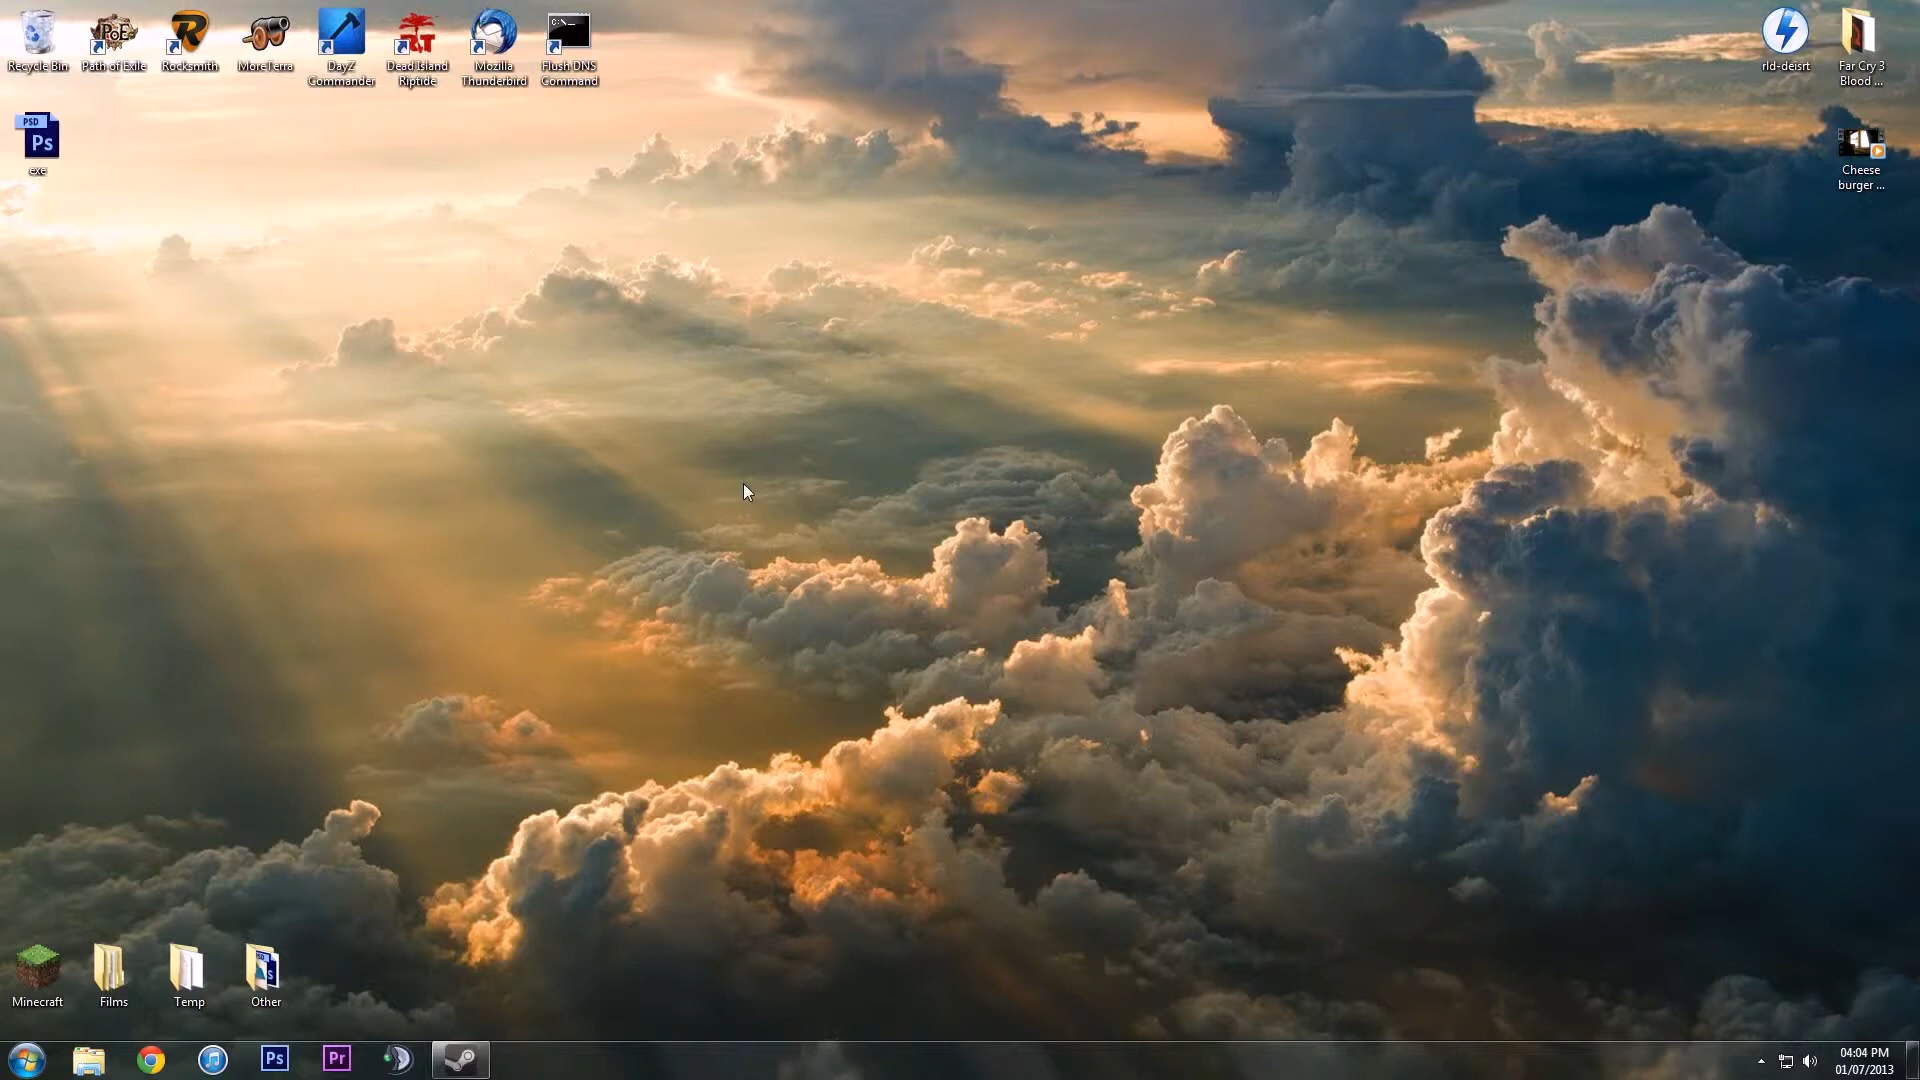 Recycle Bin
Path of Exile
Rocksmith
MoreTerra
DayZ
Commander
Dead Island
Riptide
Mozilla
Thunderbird
Flush DNS
Command
rld-deisrt
Far Cry 3
Blood ...
PSD
Ps
exe
Cheese
burger ...
Minecraft
Films
Temp
Other
Ps
Pr
04:04 PM
01/07/2013